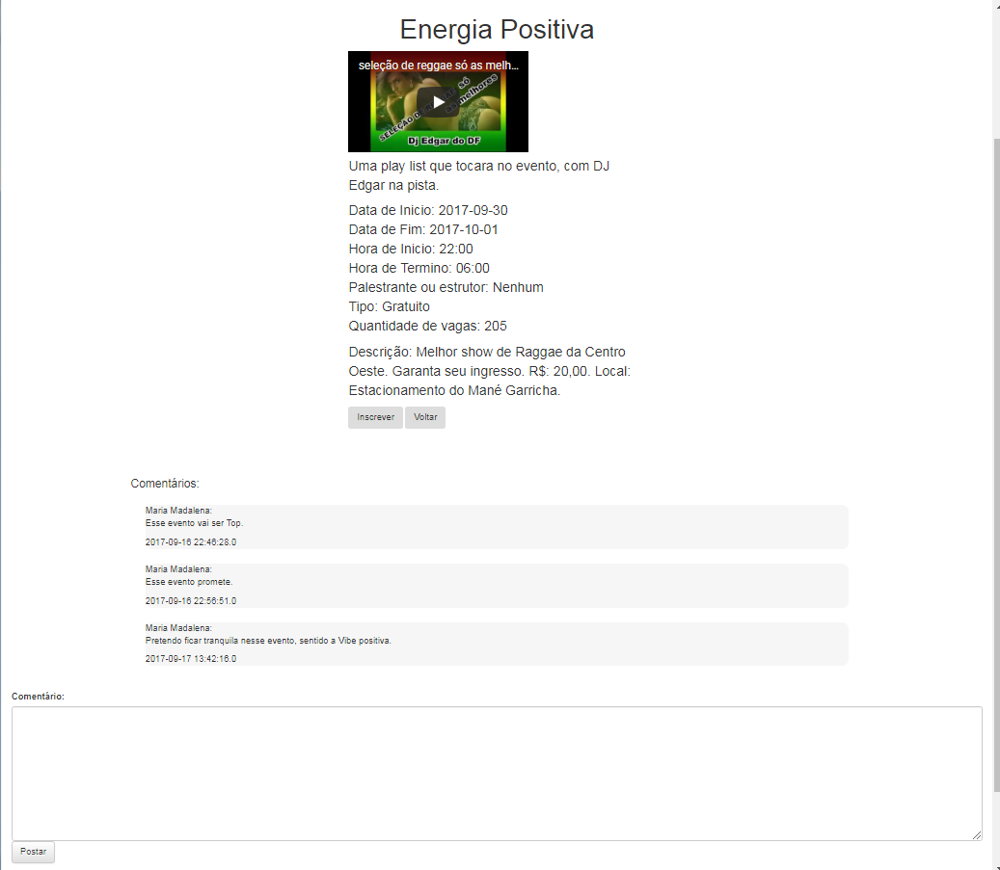 Energia Positiva
seleção de reggae só as melh...
SELEÇÃO DE REGGAE só
as melhores
Dj Edgar do DF
Uma play list que tocara no evento, com DJ
Edgar na pista.
Data de Inicio: 2017-09-30
Data de Fim: 2017-10-01
Hora de Inicio: 22:00
Hora de Termino: 06:00
Palestrante ou estrutor: Nenhum
Tipo: Gratuito
Quantidade de vagas: 205
Descrição: Melhor show de Raggae da Centro
Oeste. Garanta seu ingresso. R$: 20,00. Local:
Estacionamento do Mané Garricha.
Inscrever Voltar
Comentários:
Maria Madalena:
Esse evento vai ser Top.
2017-09-16 22:46:28.0
Maria Madalena:
Esse evento promete.
2017-09-16 22:56:51.0
Maria Madalena:
Pretendo ficar tranquila nesse evento, sentido a Vibe positiva.
2017-09-17 13:42:16.0
Comentário:
Postar